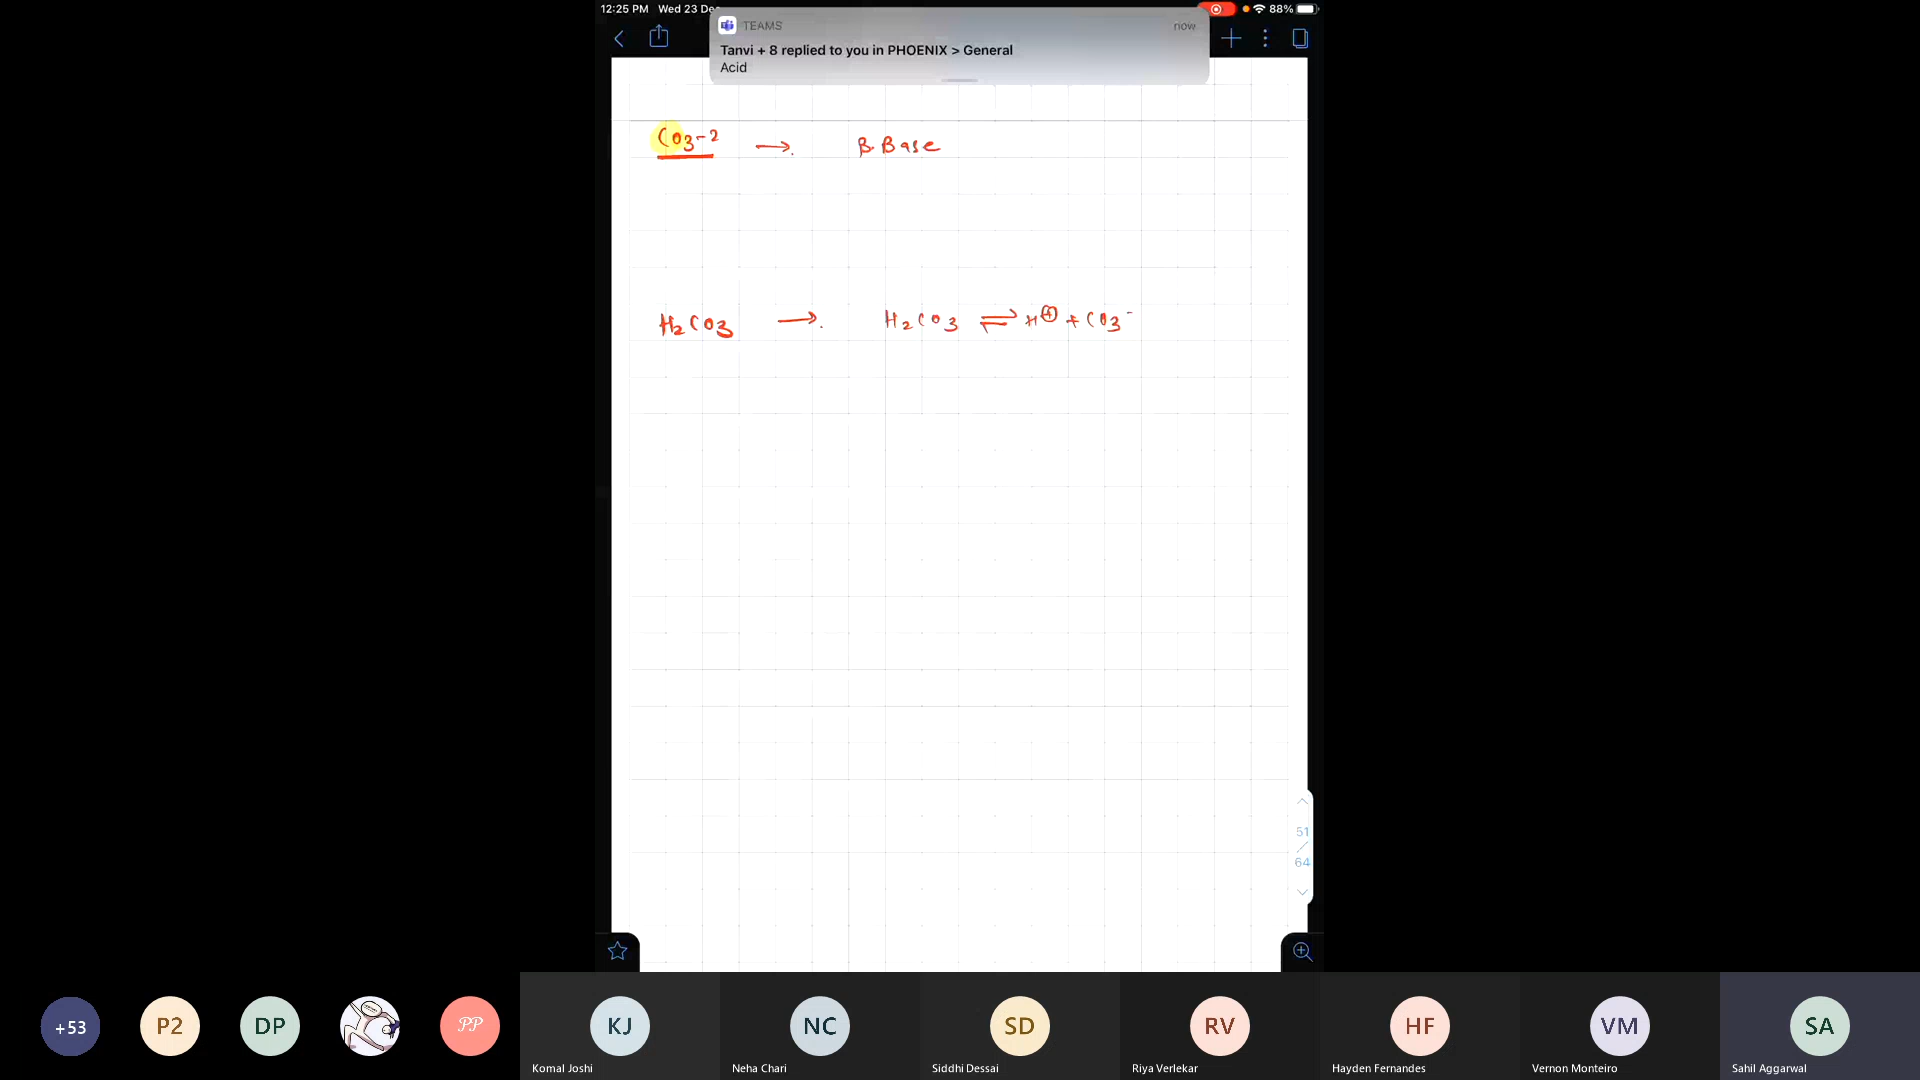 12:25 PM Wed 23 De
88%
TEAMS
now
Tanvi + 8 replied to you in PHOENIX > General
Acid
CO3-2 → B.Base
H2CO3 → H2CO3 ⇌ H⊕ + CO3-
51
/
64
+53
P2
DP
PP
KJ
NC
SD
RV
HF
VM
SA
Komal Joshi
Neha Chari
Siddhi Dessai
Riya Verlekar
Hayden Fernandes
Vernon Monteiro
Sahil Aggarwal